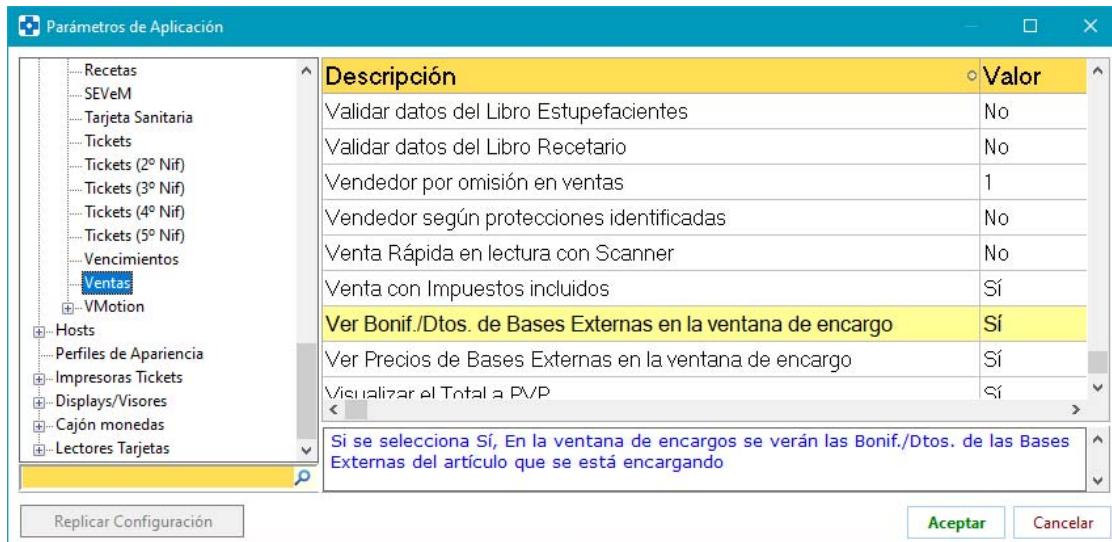 Parámetros de Aplicación
Recetas
SEVeM
Tarjeta Sanitaria
Tickets
Tickets (2º Nif)
Tickets (3º Nif)
Tickets (4º Nif)
Tickets (5º Nif)
Vencimientos
Ventas
VMotion
Hosts
Perfiles de Apariencia
Impresoras Tickets
Displays/Visores
Cajón monedas
Lectores Tarjetas
Descripción Valor
Validar datos del Libro Estupefacientes No
Validar datos del Libro Recetario No
Vendedor por omisión en ventas 1
Vendedor según protecciones identificadas No
Venta Rápida en lectura con Scanner No
Venta con Impuestos incluidos Sí
Ver Bonif./Dtos. de Bases Externas en la ventana de encargo Sí
Ver Precios de Bases Externas en la ventana de encargo Sí
Visualizar el Total a PVP Sí
Si se selecciona Sí, En la ventana de encargos se verán las Bonif./Dtos. de las Bases
Externas del artículo que se está encargando
Replicar Configuración
Aceptar Cancelar